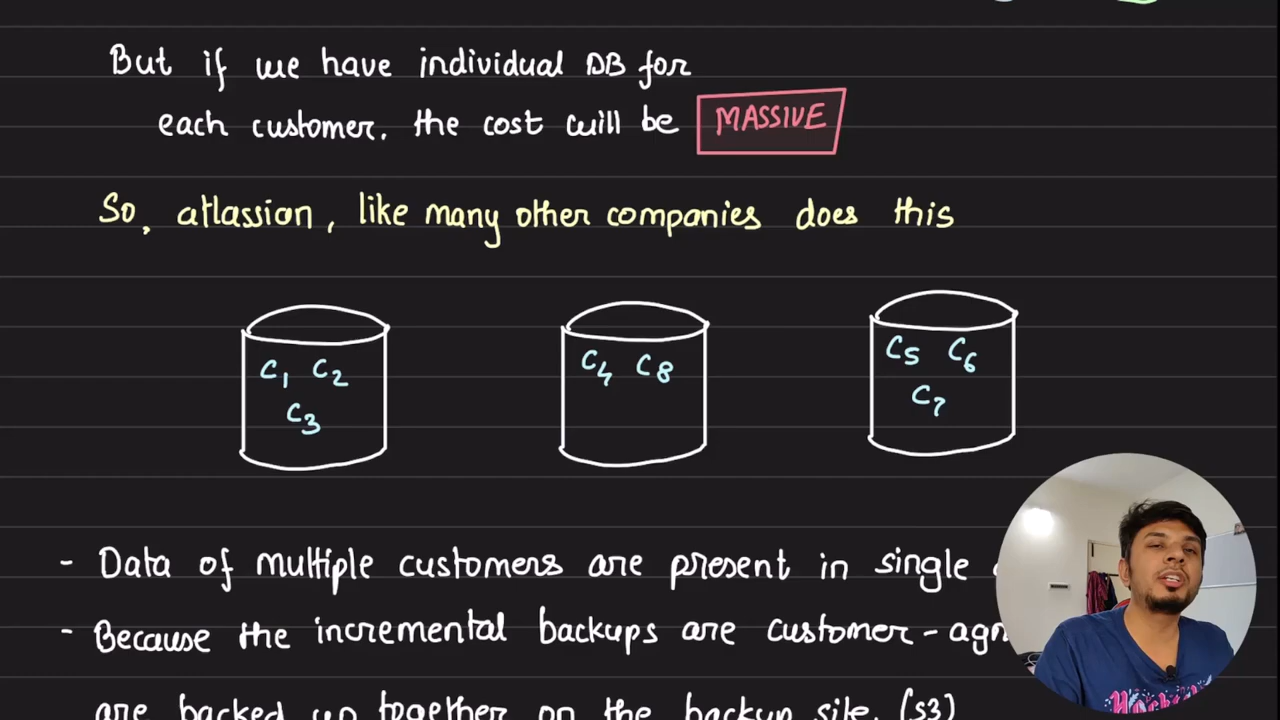 But if we have individual DB for
each customer, the cost will be MASSIVE
So, atlassion, like many other companies does this
C1 C2
C3
C4 C8
C5 C6
C7
- Data of multiple customers are present in single
- Because the incremental backups are customer-agn
are backed up together on the backup site. (s3)